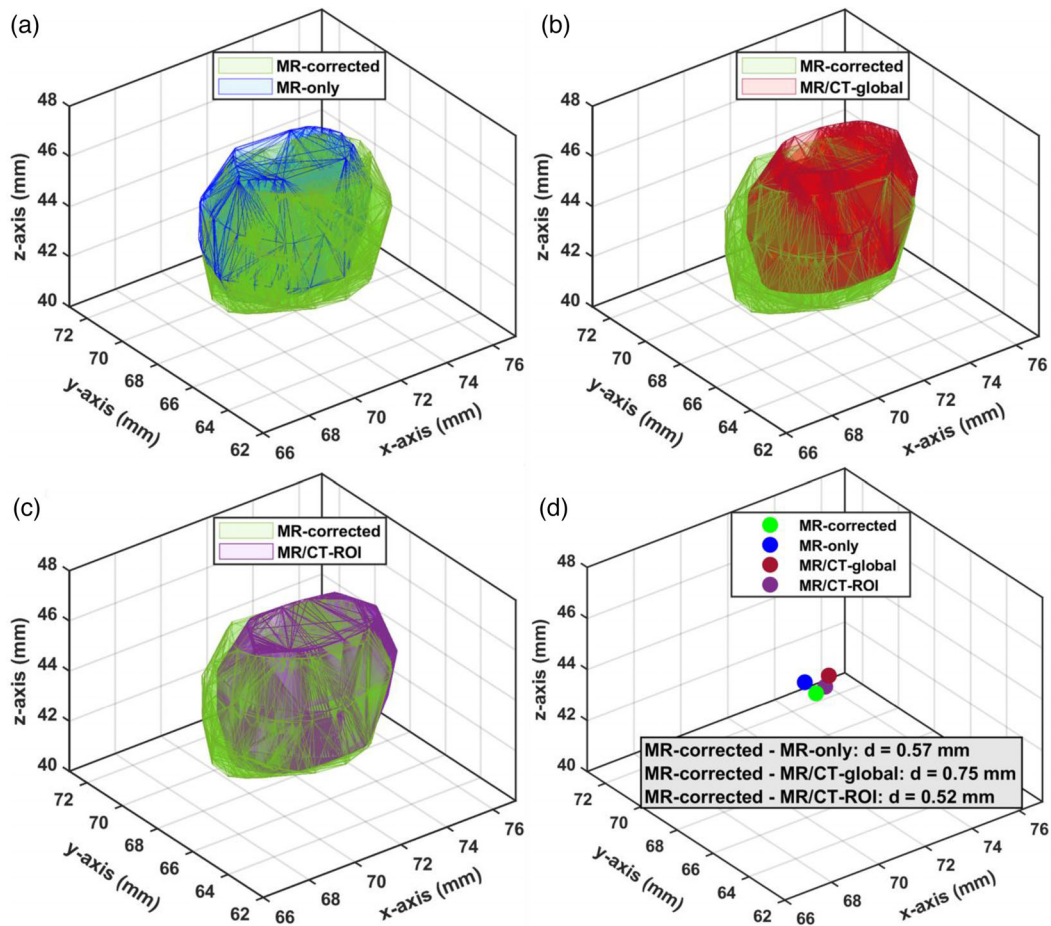 (a)
MR-corrected
MR-only
48
46
44
42
40
z-axis (mm)
72
70
68
66
64
62
y-axis (mm)
66
68
70
72
74
76
x-axis (mm)
(b)
MR-corrected
MR/CT-global
48
46
44
42
40
z-axis (mm)
72
70
68
66
64
62
y-axis (mm)
66
68
70
72
74
76
x-axis (mm)
(c)
MR-corrected
MR/CT-ROI
48
46
44
42
40
z-axis (mm)
72
70
68
66
64
62
y-axis (mm)
66
68
70
72
74
76
x-axis (mm)
(d)
MR-corrected
MR-only
MR/CT-global
MR/CT-ROI
48
46
44
42
40
z-axis (mm)
MR-corrected - MR-only: d = 0.57 mm
MR-corrected - MR/CT-global: d = 0.75 mm
MR-corrected - MR/CT-ROI: d = 0.52 mm
72
70
68
66
64
62
y-axis (mm)
66
68
70
72
74
76
x-axis (mm)